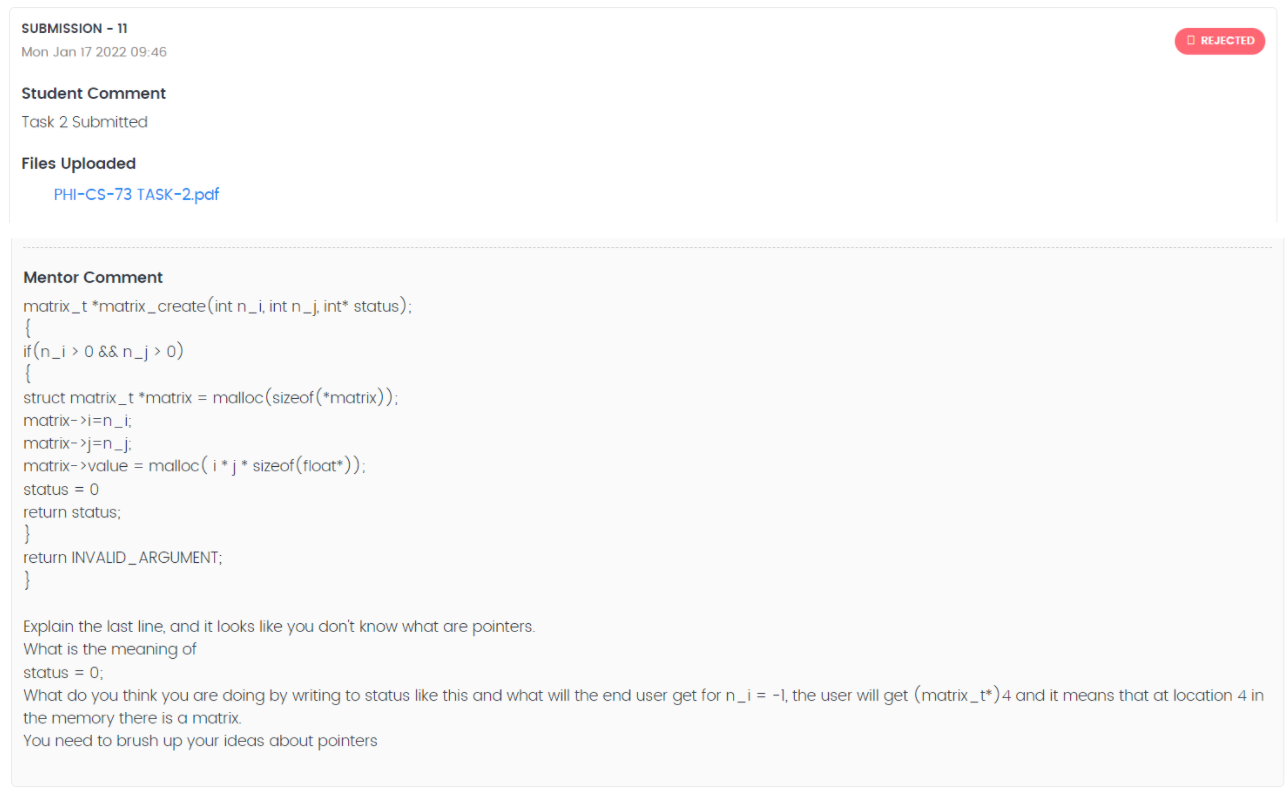 SUBMISSION - 11
Mon Jan 17 2022 09:46
REJECTED
Student Comment
Task 2 Submitted
Files Uploaded
PHI-CS-73 TASK-2.pdf
Mentor Comment
matrix_t *matrix_create(int n_i, int n_j, int* status);
{
if(n_i > 0 && n_j > 0)
{
struct matrix_t *matrix = malloc(sizeof(*matrix));
matrix->i=n_i;
matrix->j=n_j;
matrix->value = malloc( i * j * sizeof(float*));
status = 0
return status;
}
return INVALID_ARGUMENT;
}
Explain the last line, and it looks like you don't know what are pointers.
What is the meaning of
status = 0;
What do you think you are doing by writing to status like this and what will the end user get for n_i = -1, the user will get (matrix_t*)4 and it means that at location 4 in
the memory there is a matrix.
You need to brush up your ideas about pointers